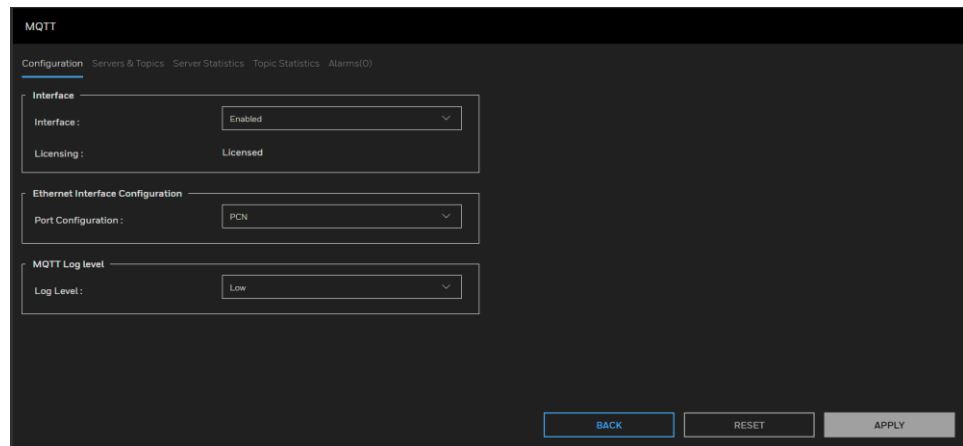 MQTT
Configuration Servers & Topics Server Statistics Topic Statistics Alarms(0)
Interface
Interface : Enabled
Licensing : Licensed
Ethernet Interface Configuration
Port Configuration : PCN
MQTT Log level
Log Level : Low
BACK RESET APPLY